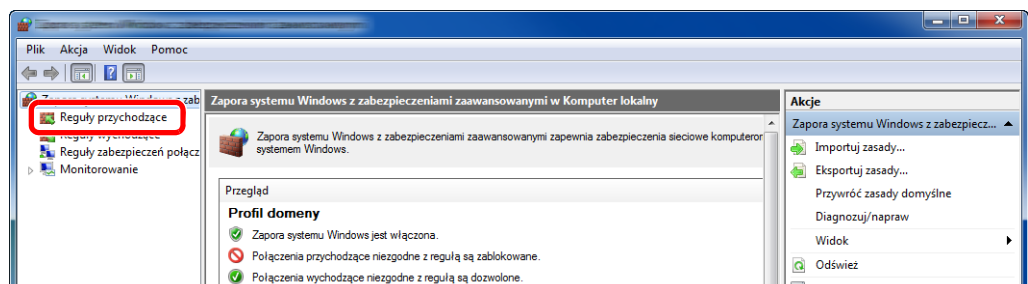 Plik Akcja Widok Pomoc
Reguły przychodzące
Reguły zabezpieczeń połącz
Monitorowanie
Zapora systemu Windows z zabezpieczeniami zaawansowanymi w Komputer lokalny
Zapora systemu Windows z zabezpieczeniami zaawansowanymi zapewnia zabezpieczenia sieciowe komputerom
systemem Windows.
Przegląd
Profil domeny
Zapora systemu Windows jest włączona.
Połączenia przychodzące niezgodne z regułą są zablokowane.
Połączenia wychodzące niezgodne z regułą są dozwolone.
Akcje
Zapora systemu Windows z zabezpiecz...
Importuj zasady...
Eksportuj zasady...
Przywróć zasady domyślne
Diagnozuj/napraw
Widok
Odśwież